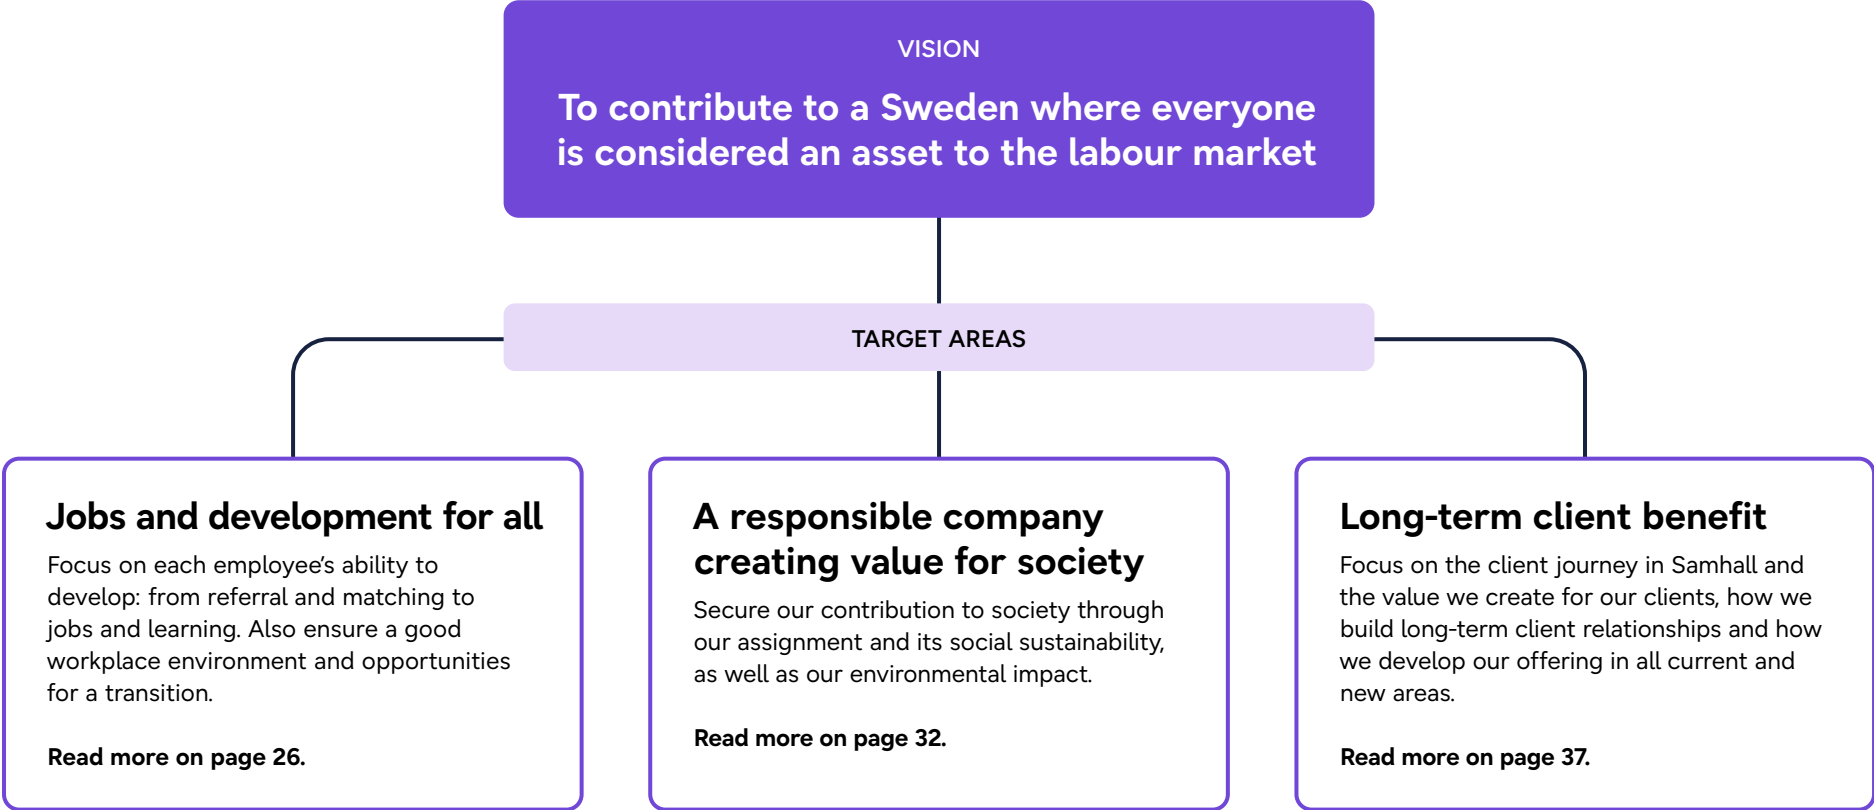 VISION
To contribute to a Sweden where everyone
is considered an asset to the labour market
TARGET AREAS
Jobs and development for all
Focus on each employee’s ability to
develop: from referral and matching to
jobs and learning. Also ensure a good
workplace environment and opportunities
for a transition.
Read more on page 26.
A responsible company
creating value for society
Secure our contribution to society through
our assignment and its social sustainability,
as well as our environmental impact.
Read more on page 32.
Long-term client benefit
Focus on the client journey in Samhall and
the value we create for our clients, how we
build long-term client relationships and how
we develop our offering in all current and
new areas.
Read more on page 37.